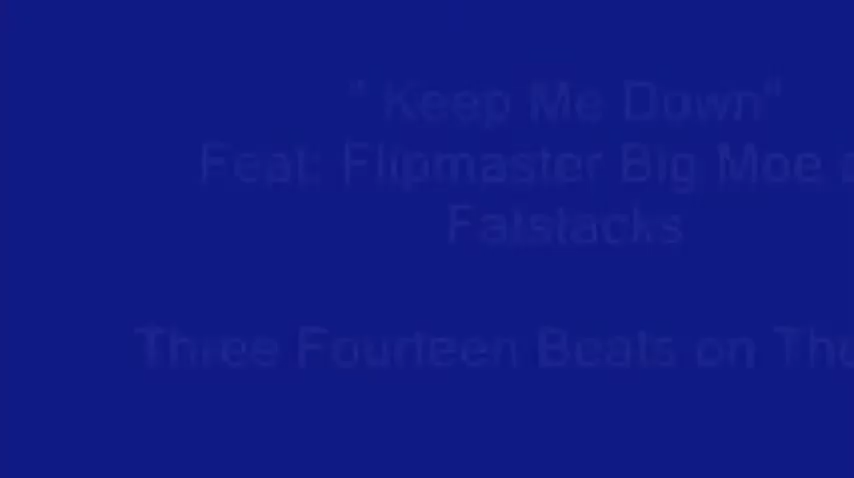 " Keep Me Down"
Feat: Flipmaster Big Moe
Fatstacks
Three Fourteen Beats on